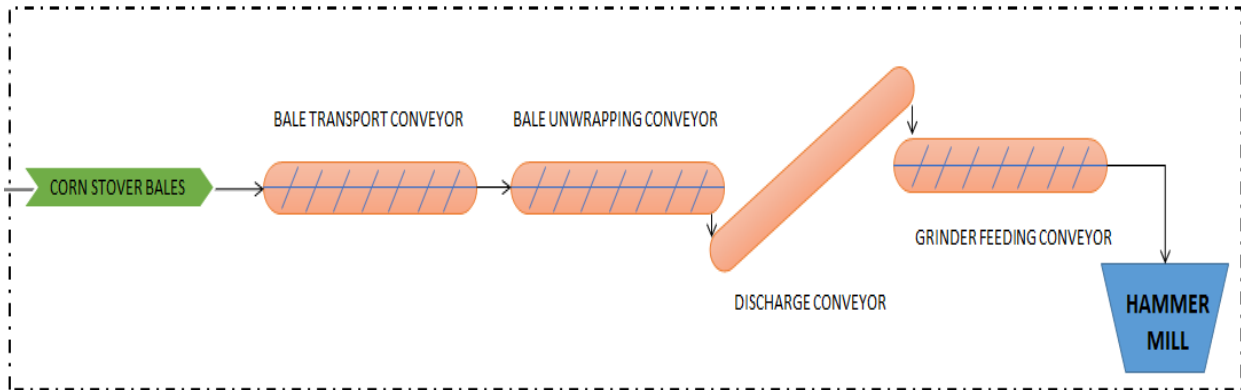 BALE TRANSPORT CONVEYOR
BALE UNWRAPPING CONVEYOR
CORN STOVER BALES
GRINDER FEEDING CONVEYOR
DISCHARGE CONVEYOR
HAMMER
MILL